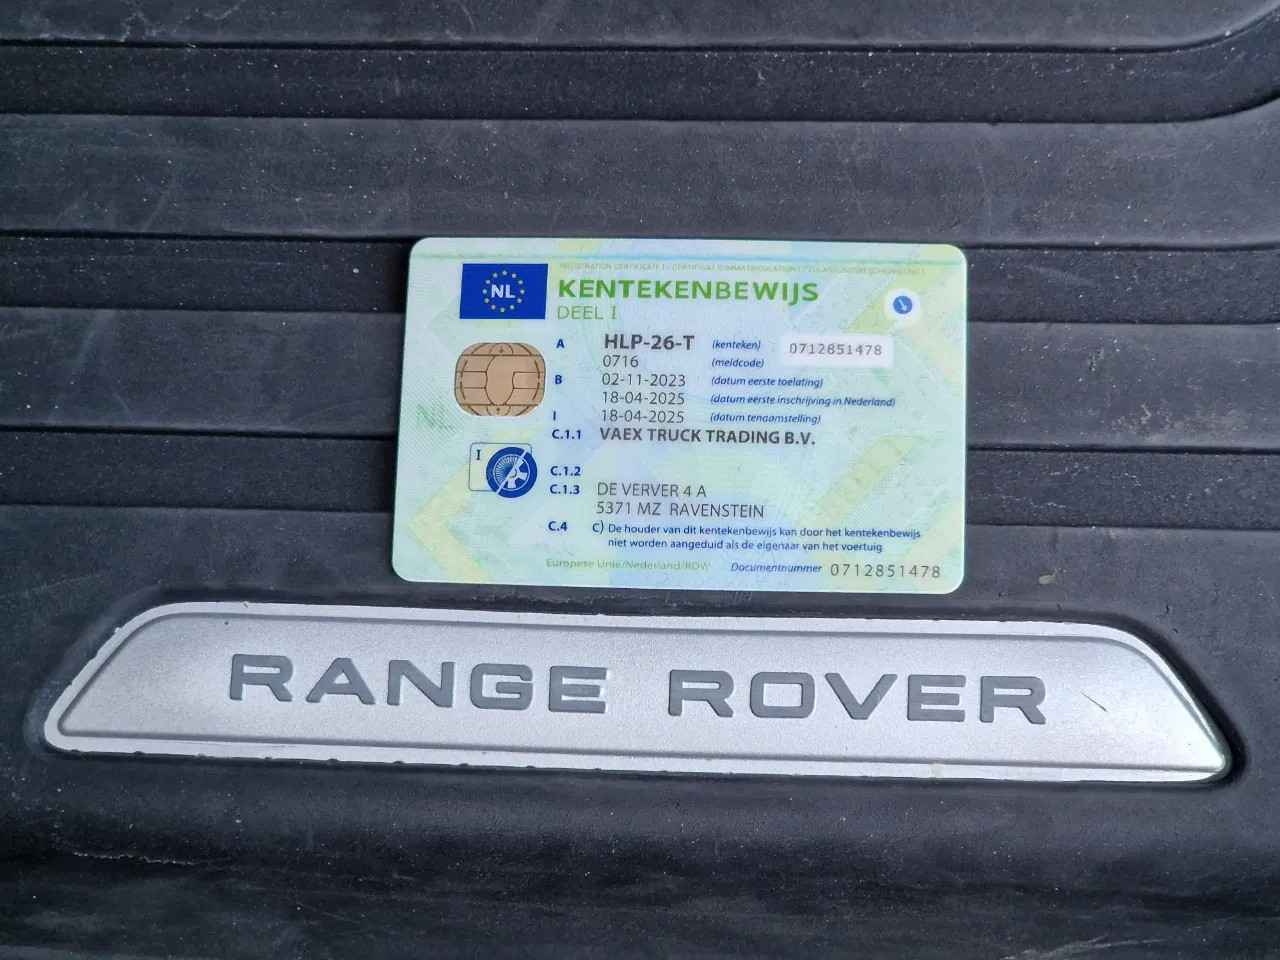 NL
KENTEKENBEWIJS
DEEL I
A HLP-26-T (kenteken) 0712851478
0716 (meldcode)
B 02-11-2023 (datum eerste toelating)
18-04-2025 (datum eerste inschrijving in Nederland)
I 18-04-2025 (datum tenaamstelling)
C.1.1 VAEX TRUCK TRADING B.V.
I
C.1.2
C.1.3 DE VERVER 4 A
5371 MZ RAVENSTEIN
C.4 C) De houder van dit kentekenbewijs kan door het kentekenbewijs
niet worden aangeduid als de eigenaar van het voertuig
Europese Unie/Nederland/RDW Documentnummer 0712851478
RANGE ROVER